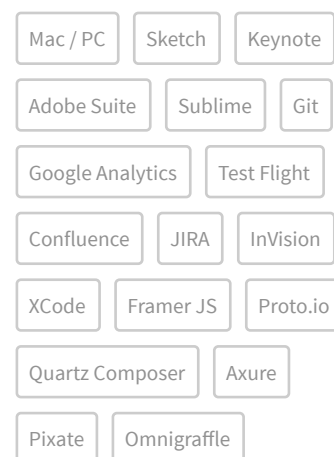 Mac / PC Sketch Keynote
Adobe Suite Sublime Git
Google Analytics Test Flight
Confluence JIRA InVision
XCode Framer JS Proto.io
Quartz Composer Axure
Pixate Omnigraffle